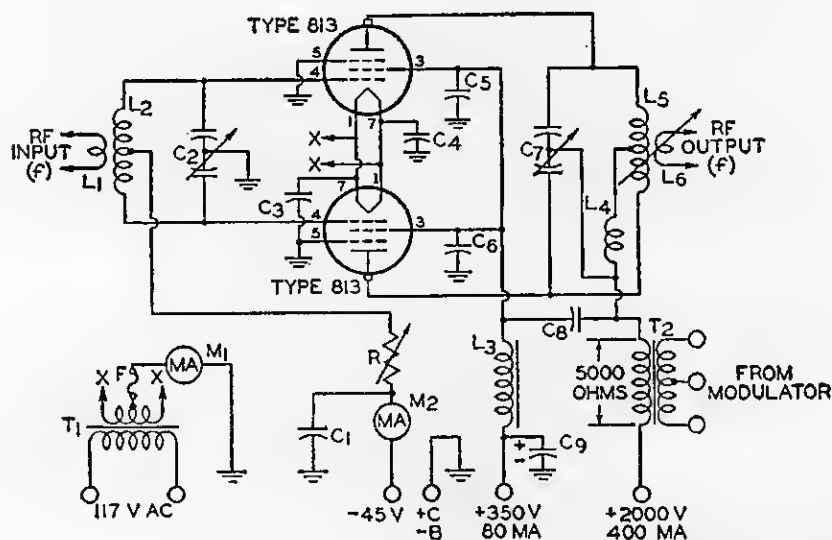 TYPE 813
5
4
3
1
7
C5
C4
X
X
L2
RF
INPUT
(f)
L1
C2
C3
7
1
4
5
3
C6
TYPE 813
C7
L5
RF
OUTPUT
(f)
L6
L4
C8
T2
R
L3
5000
OHMS
FROM
MODULATOR
X
F
X
MA
M1
T1
C1
M2
MA
+
-
C9
117 V AC
-45 V
+C
-B
+350 V
80 MA
+2000 V
400 MA